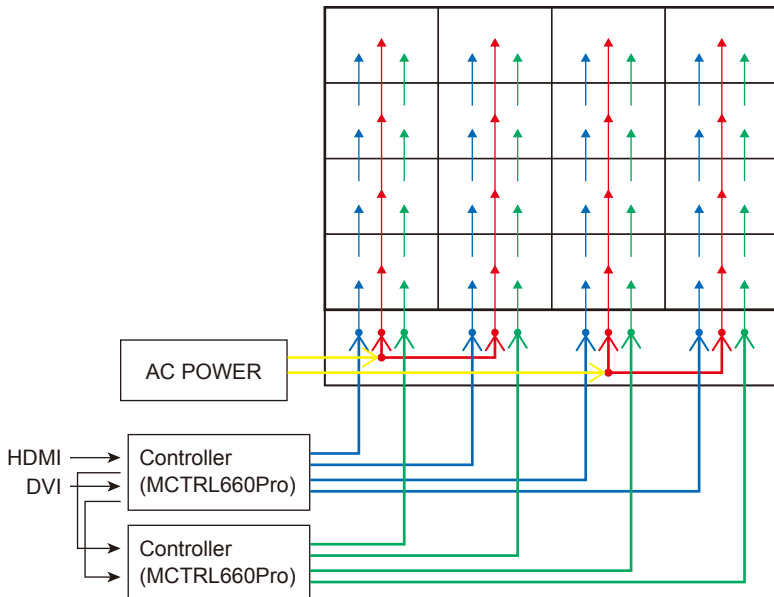 AC POWER
HDMI
DVI
Controller
(MCTRL660Pro)
Controller
(MCTRL660Pro)